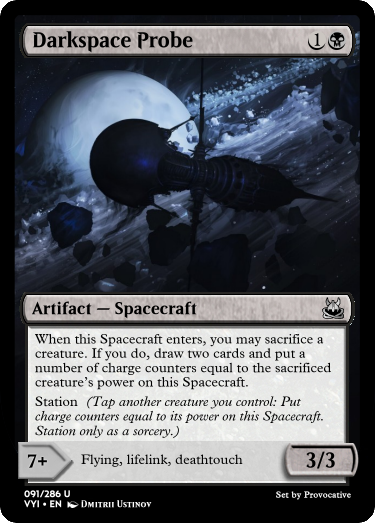 Darkspace Probe 1
Artifact — Spacecraft
When this Spacecraft enters, you may sacrifice a
creature. If you do, draw two cards and put a
number of charge counters equal to the sacrificed
creature's power on this Spacecraft.
Station (Tap another creature you control: Put
charge counters equal to its power on this Spacecraft.
Station only as a sorcery.)
7+ Flying, lifelink, deathtouch 3/3
091/286 U
VYI • EN Dmitrii Ustinov Set by Provocative